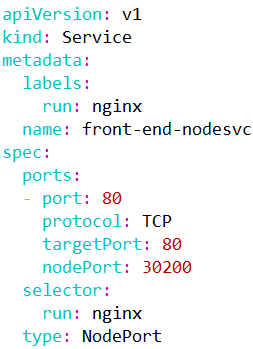 apiVersion: v1
kind: Service
metadata:
  labels:
    run: nginx
  name: front-end-nodesvc
spec:
  ports:
  - port: 80
    protocol: TCP
    targetPort: 80
    nodePort: 30200
  selector:
    run: nginx
  type: NodePort